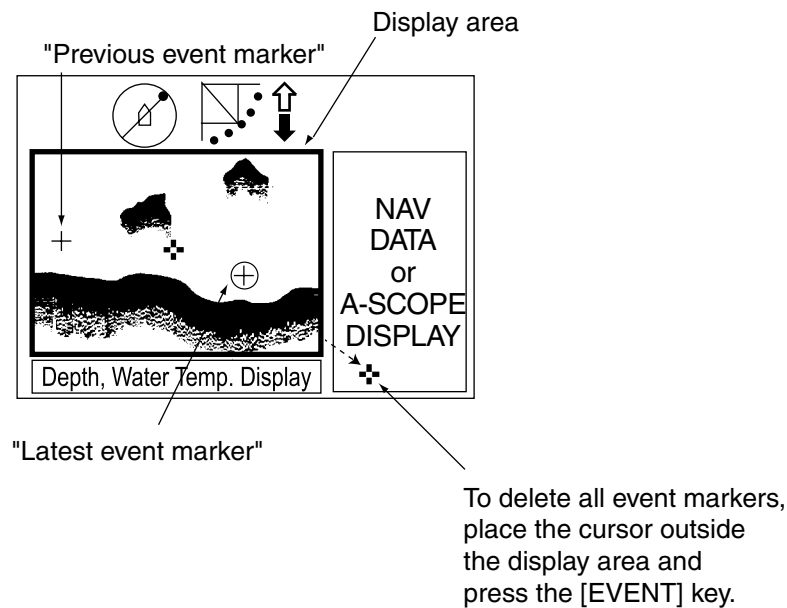 Display area
"Previous event marker"
NAV
DATA
or
A-SCOPE
DISPLAY
Depth, Water Temp. Display
"Latest event marker"
To delete all event markers,
place the cursor outside
the display area and
press the [EVENT] key.